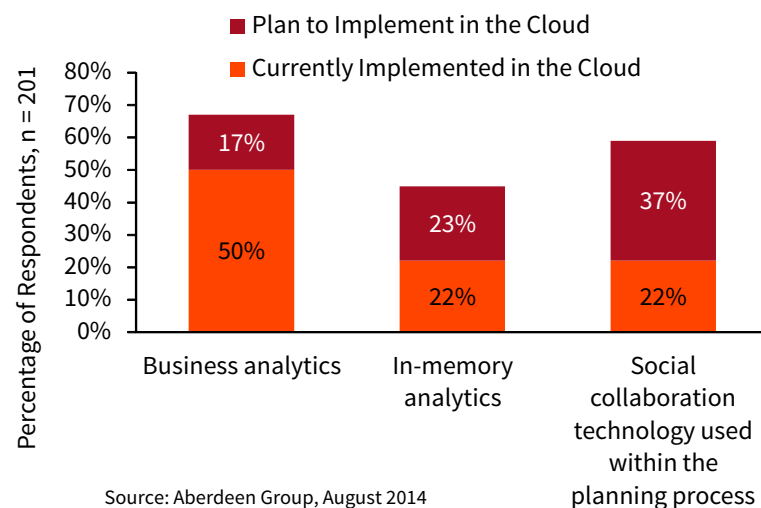 Plan to Implement in the Cloud
Currently Implemented in the Cloud
Percentage of Respondents, n = 201
80%
70%
60%
50%
40%
30%
20%
10%
0%
17%
50%
23%
22%
37%
22%
Business analytics
In-memory
analytics
Social
collaboration
technology used
within the
planning process
Source: Aberdeen Group, August 2014